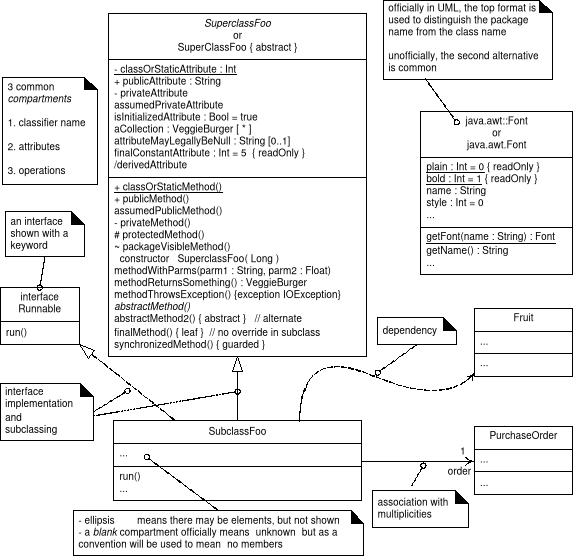 SuperclassFoo
or
SuperClassFoo { abstract }
- classOrStaticAttribute : Int
+ publicAttribute : String
- privateAttribute
assumedPrivateAttribute
isInitializedAttribute : Bool = true
aCollection : VeggieBurger [ * ]
attributeMayLegallyBeNull : String [0..1]
finalConstantAttribute : Int = 5 { readOnly }
/derivedAttribute
+ classOrStaticMethod()
+ publicMethod()
assumedPublicMethod()
- privateMethod()
# protectedMethod()
~ packageVisibleMethod()
constructor SuperclassFoo( Long )
methodWithParms(parm1 : String, parm2 : Float)
methodReturnsSomething() : VeggieBurger
methodThrowsException() {exception IOException}
abstractMethod()
abstractMethod2() { abstract } // alternate
finalMethod() { leaf } // no override in subclass
synchronizedMethod() { guarded }
officially in UML, the top format is
used to distinguish the package
name from the class name
unofficially, the second alternative
is common
3 common
compartments
1. classifier name
2. attributes
3. operations
java.awt::Font
or
java.awt.Font
plain : Int = 0 { readOnly }
bold : Int = 1 { readOnly }
name : String
style : Int = 0
...
getFont(name : String) : Font
getName() : String
...
an interface
shown with a
keyword
interface
Runnable
run()
dependency
Fruit
...
...
interface
implementation
and
subclassing
SubclassFoo
...
run()
...
PurchaseOrder
...
...
1
order
association with
multiplicities
- ellipsis means there may be elements, but not shown
- a blank compartment officially means unknown but as a
convention will be used to mean no members